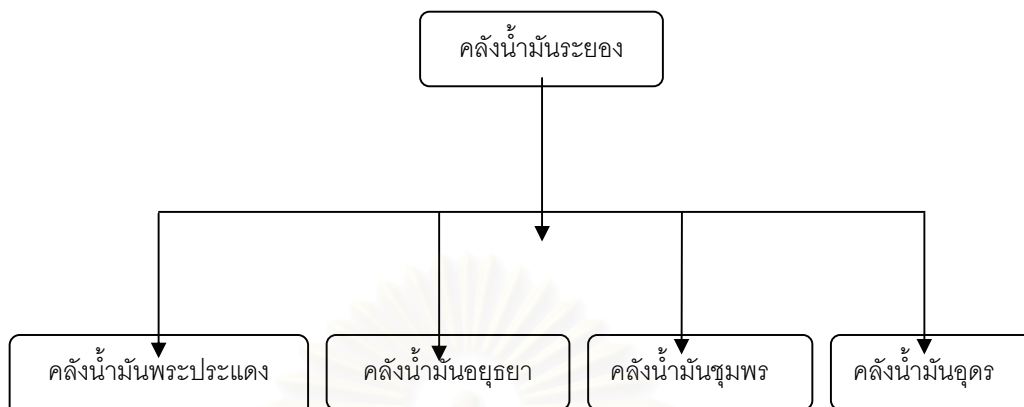 คลังน้ำมันระยอง
คลังน้ำมันพระประแดง
คลังน้ำมันอยุธยา
คลังน้ำมันชุมพร
คลังน้ำมันอุดร